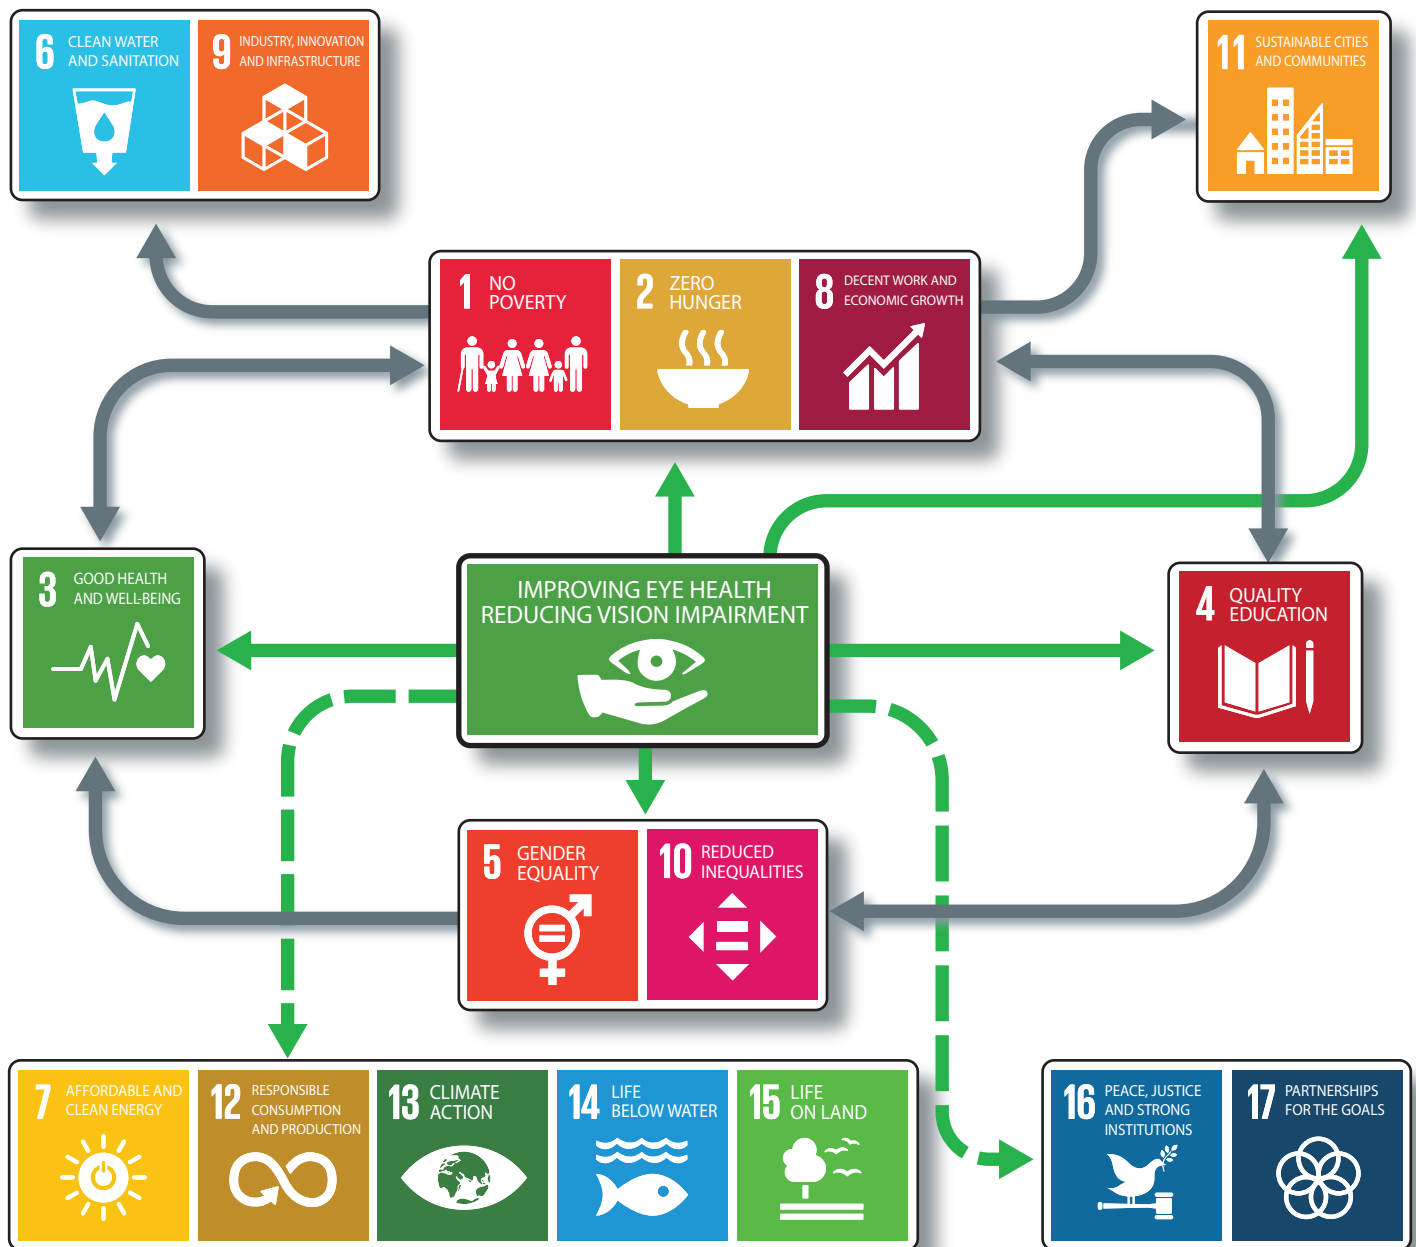 6 CLEAN WATER
AND SANITATION
9 INDUSTRY, INNOVATION
AND INFRASTRUCTURE
11 SUSTAINABLE CITIES
AND COMMUNITIES
1 NO
POVERTY
2 ZERO
HUNGER
8 DECENT WORK AND
ECONOMIC GROWTH
3 GOOD HEALTH
AND WELL-BEING
IMPROVING EYE HEALTH
REDUCING VISION IMPAIRMENT
4 QUALITY
EDUCATION
5 GENDER
EQUALITY
10 REDUCED
INEQUALITIES
7 AFFORDABLE AND
CLEAN ENERGY
12 RESPONSIBLE
CONSUMPTION
AND PRODUCTION
13 CLIMATE
ACTION
14 LIFE
BELOW WATER
15 LIFE
ON LAND
16 PEACE, JUSTICE
AND STRONG
INSTITUTIONS
17 PARTNERSHIPS
FOR THE GOALS